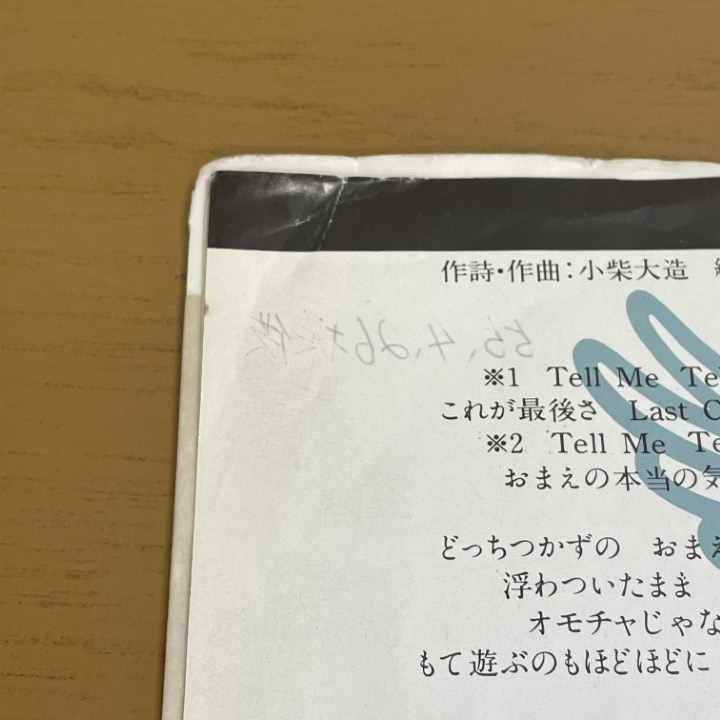 作詩・作曲：小柴大造
55.4.26
※1 Tell Me
これが最後さ Last
※2 Tell Me
おまえの本当の気
どっちつかずの おまえ
浮わついたまま
オモチャじゃな
もて遊ぶのもほどほどに